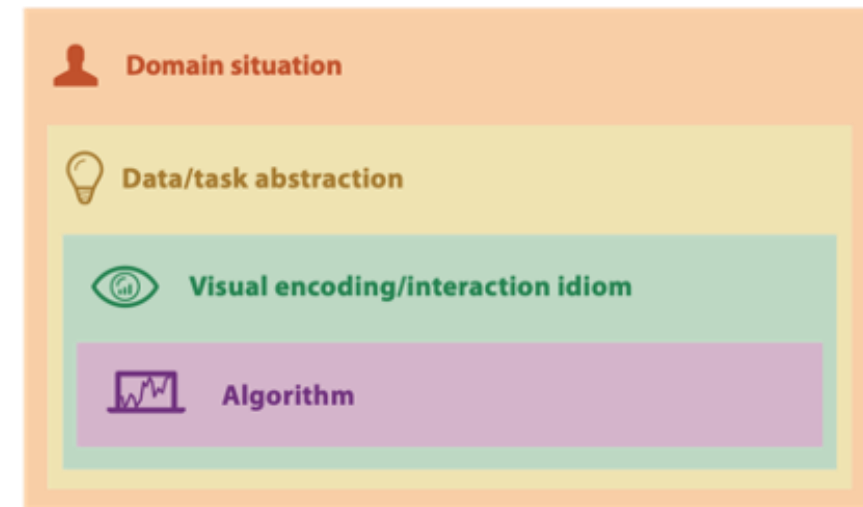 Domain situation
Data/task abstraction
Visual encoding/interaction idiom
Algorithm